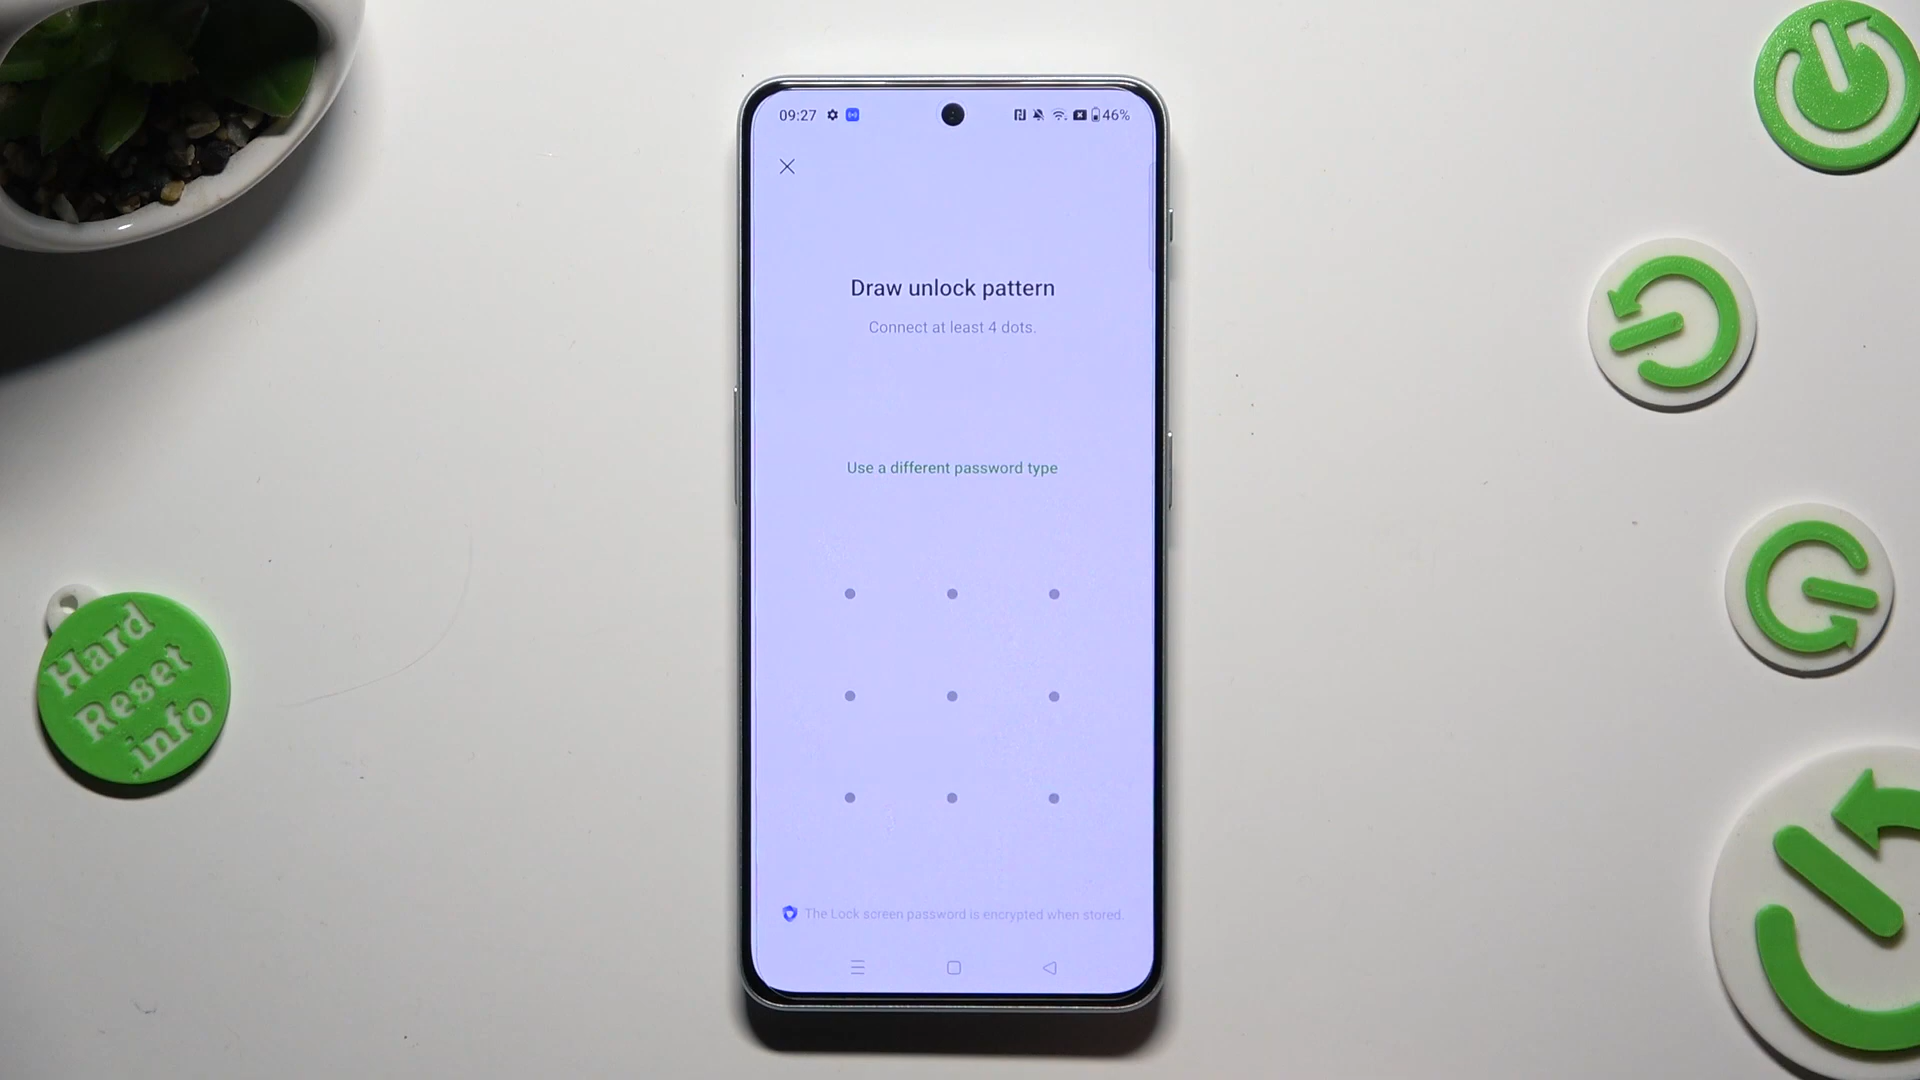 09:27
46%
Draw unlock pattern
Connect at least 4 dots.
Use a different password type
The Lock screen password is encrypted when stored.
Hard
Reset
.info